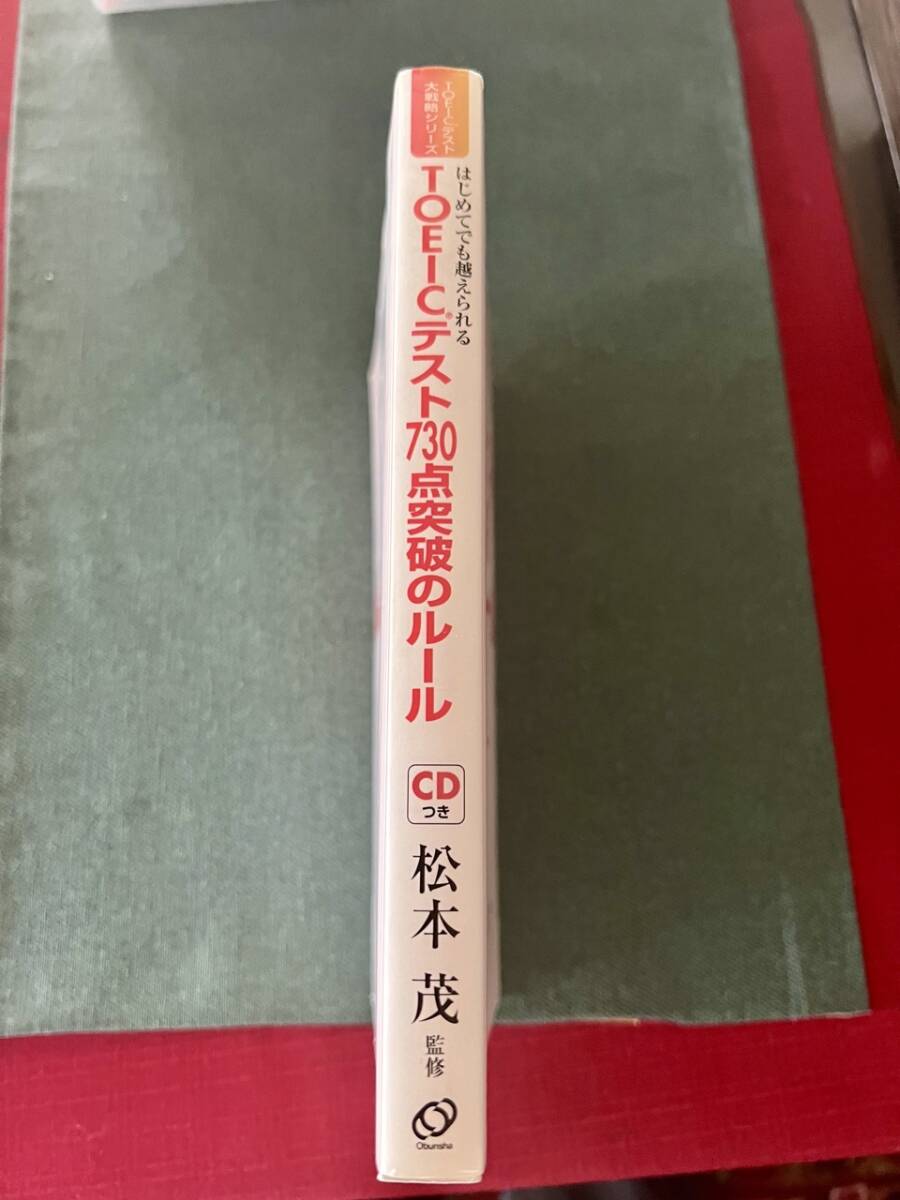 TOEIC®テスト
大戦略シリーズ
はじめてでも越えられる
TOEIC®テスト730点突破のルール
CD
つき
松本 茂 監修
Obunsha